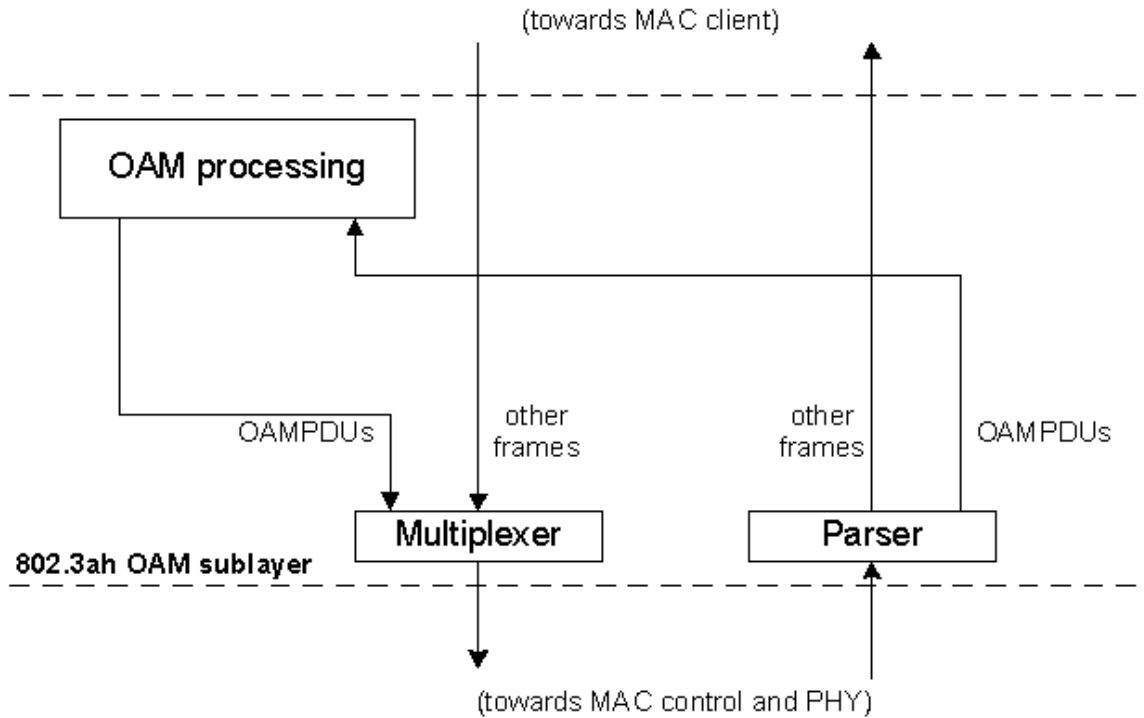 (towards MAC client)
OAM processing
OAMPDUs
other
frames
other
frames
OAMPDUs
Multiplexer
Parser
802.3ah OAM sublayer
(towards MAC control and PHY)